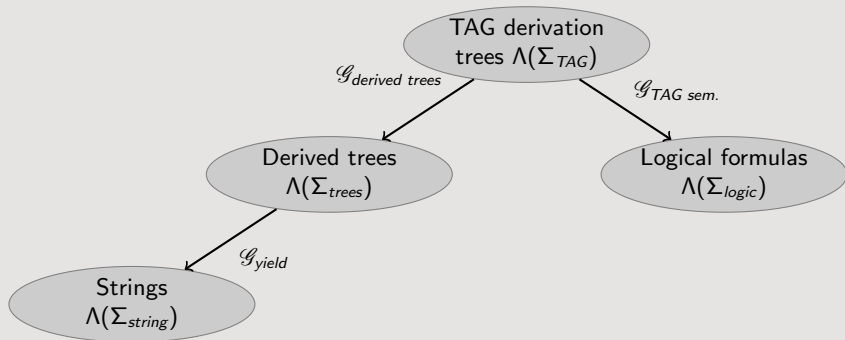 TAG derivation
trees Λ(Σ_TAG)
𝒢_derived trees
𝒢_TAG sem.
Derived trees
Λ(Σ_trees)
Logical formulas
Λ(Σ_logic)
𝒢_yield
Strings
Λ(Σ_string)